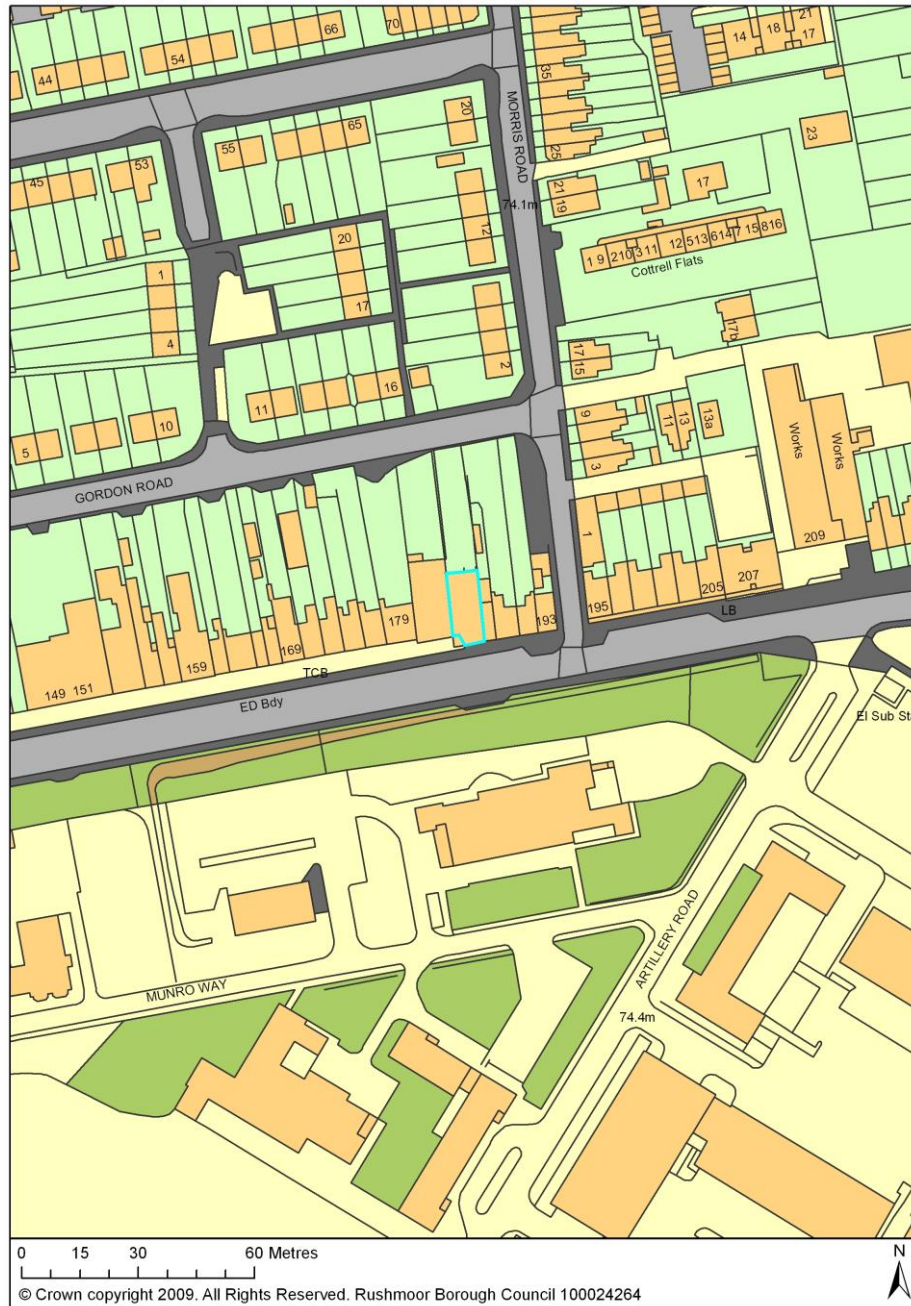 66
70
54
44
14
18
21
17
35
MORRIS ROAD
25
20
65
55
53
45
23
17
21
19
74.1m
12
1 9 210 3 11 12 513 614 7 15 816
Cottrell Flats
20
17
1
4
17b
2
17
15
16
11
10
5
9
3
11
13
13a
Works
Works
GORDON ROAD
1
209
179
193
195
205
207
LB
169
159
149 151
TCB
ED Bdy
El Sub St
ARTILLERY ROAD
MUNRO WAY
74.4m
0 15 30 60 Metres
N
© Crown copyright 2009. All Rights Reserved. Rushmoor Borough Council 100024264